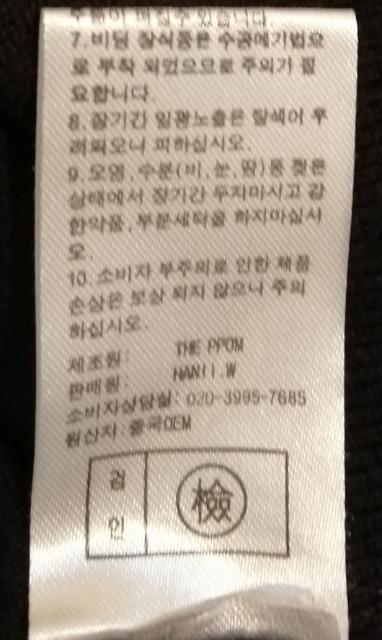 7.비딩 장식등은 수공예기법으
로 부착 되었으므로 주의가 필
요합니다.
8.장기간 일광노출은 탈색이 우
려되오니 피하십시오.
9.오염,수분(비,눈,땀)등 젖은
상태에서 장기간 두지마시고 강
한약품,부분세탁을 하지마십시
오.
10.소비자 부주의로 인한 제품
손상은 보상 되지 않으니 주의
하십시오.
제조원: THE PPOM
판매원: HANII.W
소비자상담실: 020-3995-7685
원산지:중국OEM
검
인
檢